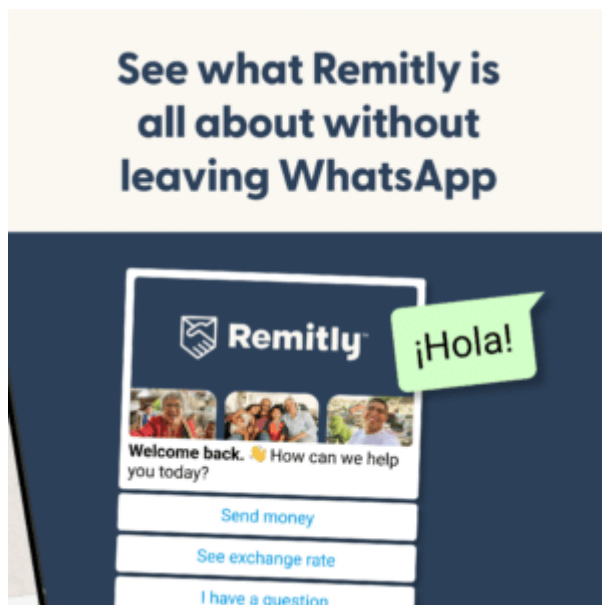 See what Remitly is
all about without
leaving WhatsApp
Remitly™
¡Hola!
Welcome back. 👋 How can we help
you today?
Send money
See exchange rate
I have a question